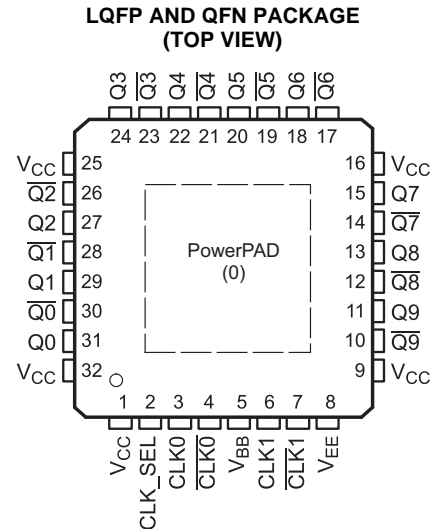 LQFP AND QFN PACKAGE
(TOP VIEW)
Q3 Q̅3̅ Q4 Q̅4̅ Q5 Q̅5̅ Q6 Q̅6̅
24 23 22 21 20 19 18 17
VCC 25
Q̅2̅ 26
Q2 27
Q̅1̅ 28
Q1 29
Q̅0̅ 30
Q0 31
VCC 32
PowerPAD
(0)
16 VCC
15 Q7
14 Q̅7̅
13 Q8
12 Q̅8̅
11 Q9
10 Q̅9̅
9 VCC
1 2 3 4 5 6 7 8
VCC CLK_SEL CLK0 C̅L̅K̅0̅ VBB CLK1 C̅L̅K̅1̅ VEE